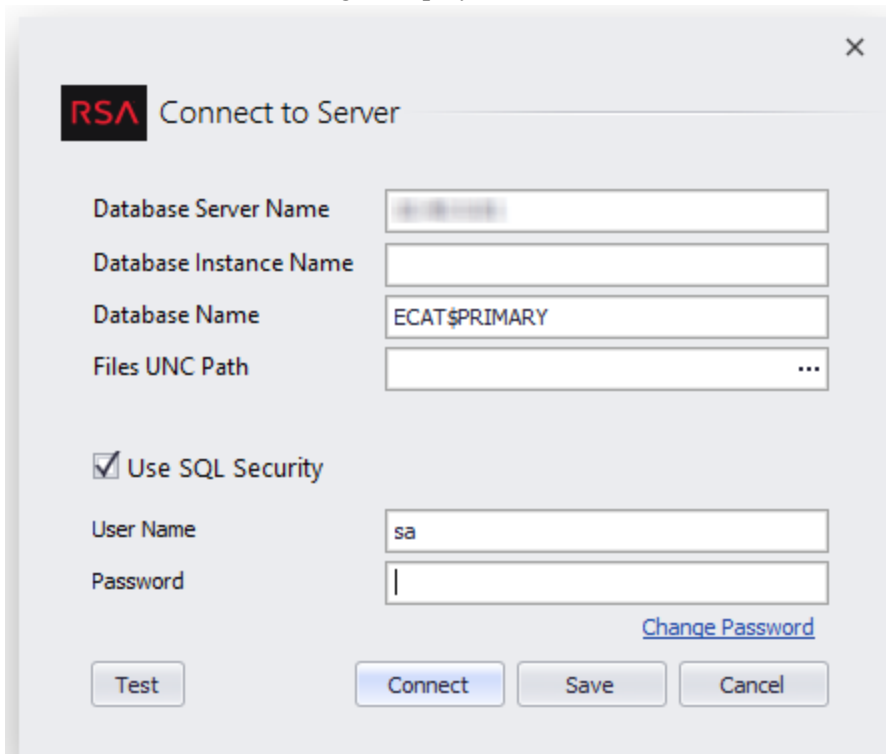 RSA Connect to Server
Database Server Name
Database Instance Name
Database Name ECAT$PRIMARY
Files UNC Path ...
Use SQL Security
User Name sa
Password
Change Password
Test Connect Save Cancel